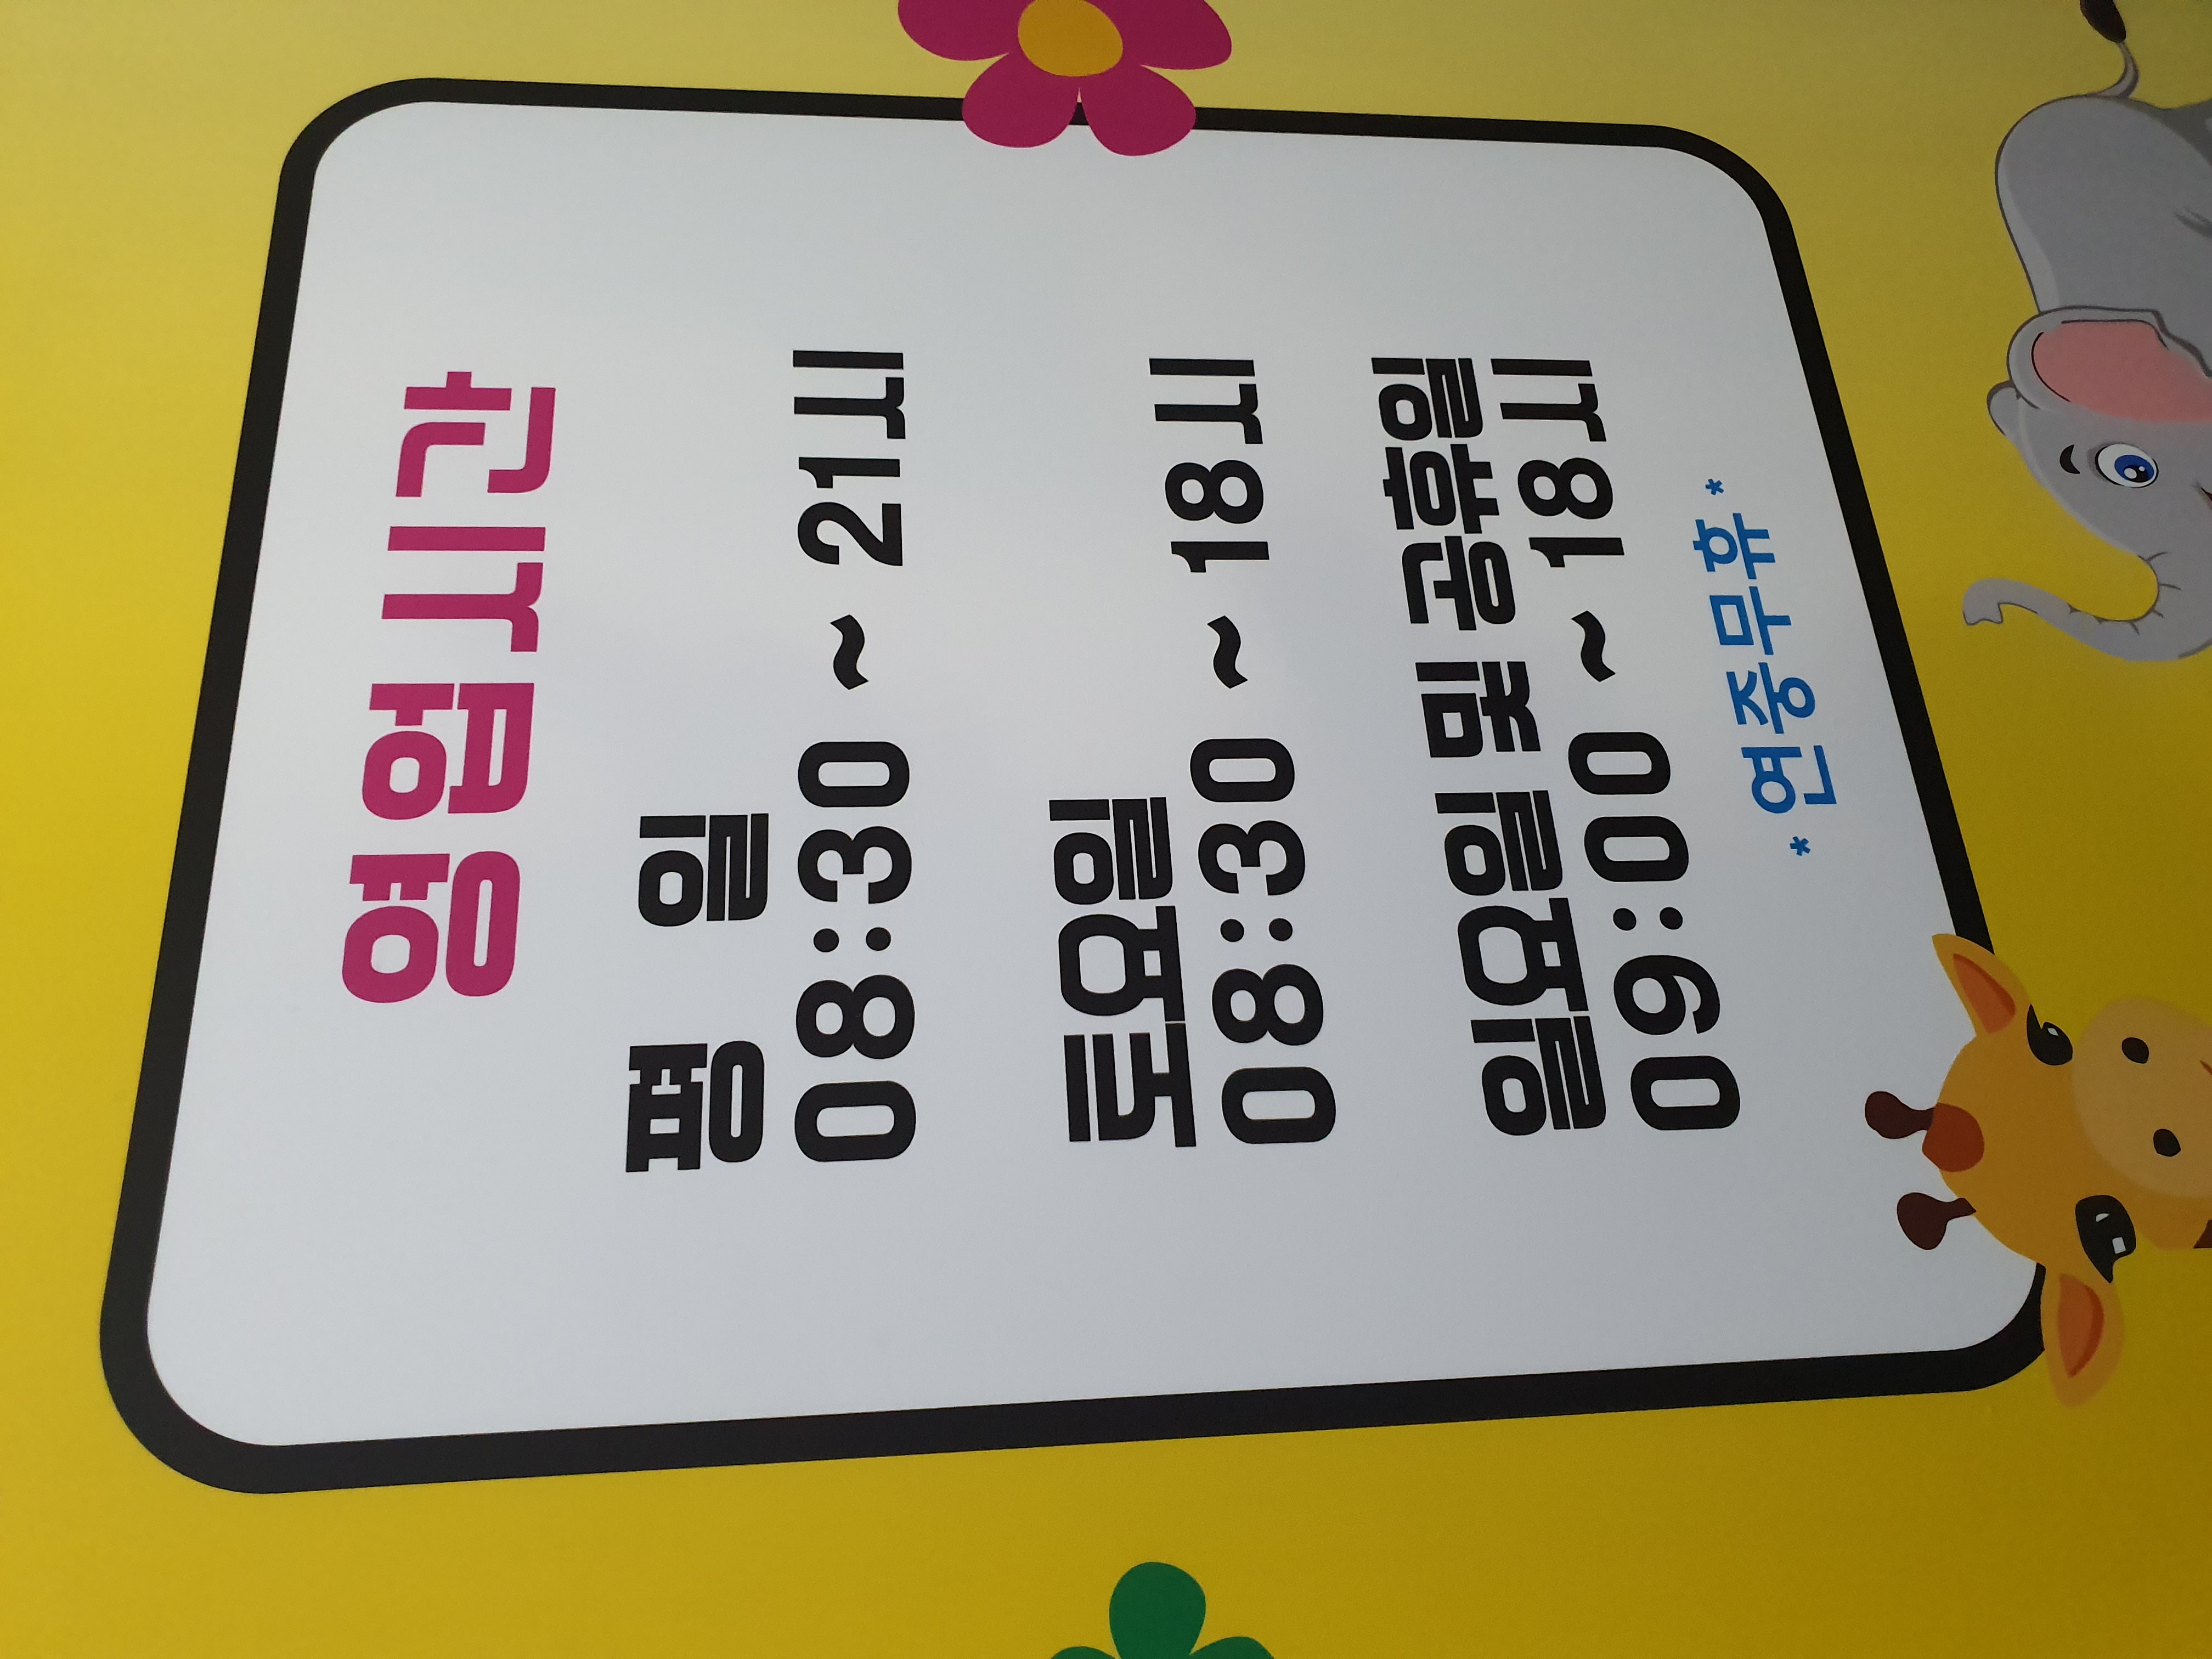 영업시간
평 일
08:30 ~ 21시
토요일
08:30 ~ 18시
일요일 및 공휴일
09:00 ~ 18시
* 연중무휴 *